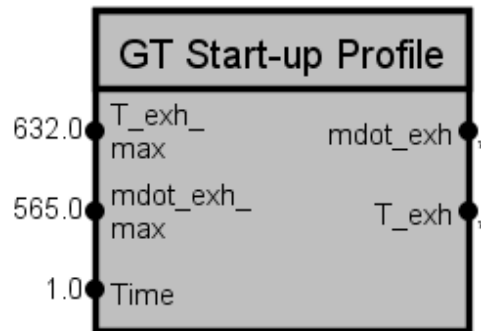 GT Start-up Profile
632.0
T_exh_
max
mdot_exh
565.0
mdot_exh_
max
T_exh
1.0
Time